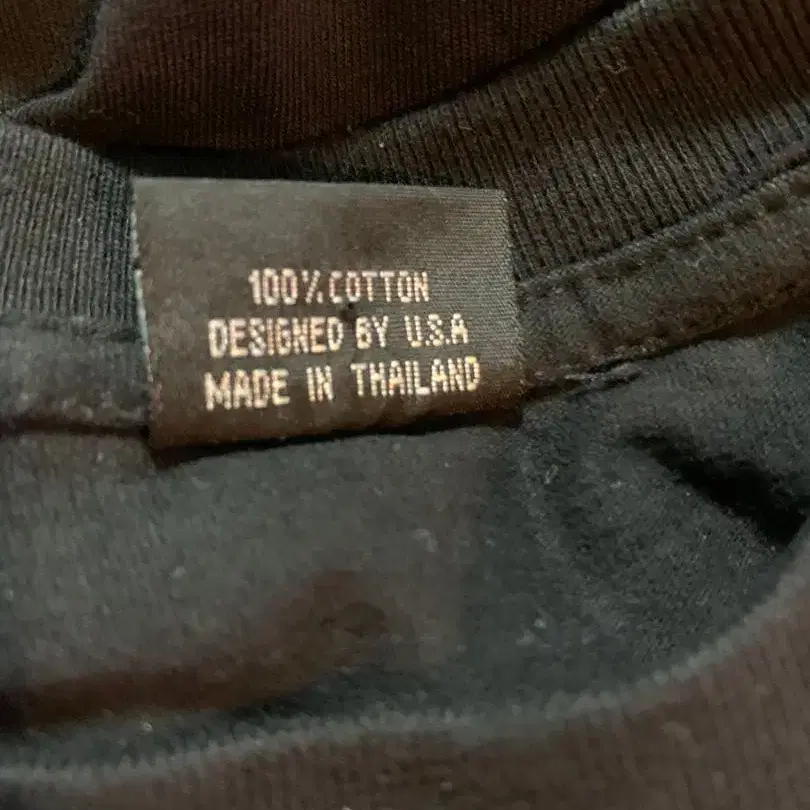 100% COTTON
DESIGNED BY U.S.A
MADE IN THAILAND